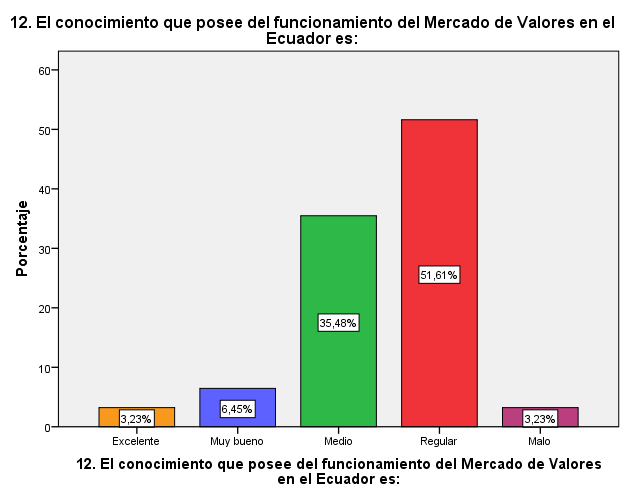 12. El conocimiento que posee del funcionamiento del Mercado de Valores en el
Ecuador es:
60
50
40
30
20
10
0
Porcentaje
3,23%
6,45%
35,48%
51,61%
3,23%
Excelente
Muy bueno
Medio
Regular
Malo
12. El conocimiento que posee del funcionamiento del Mercado de Valores
en el Ecuador es: